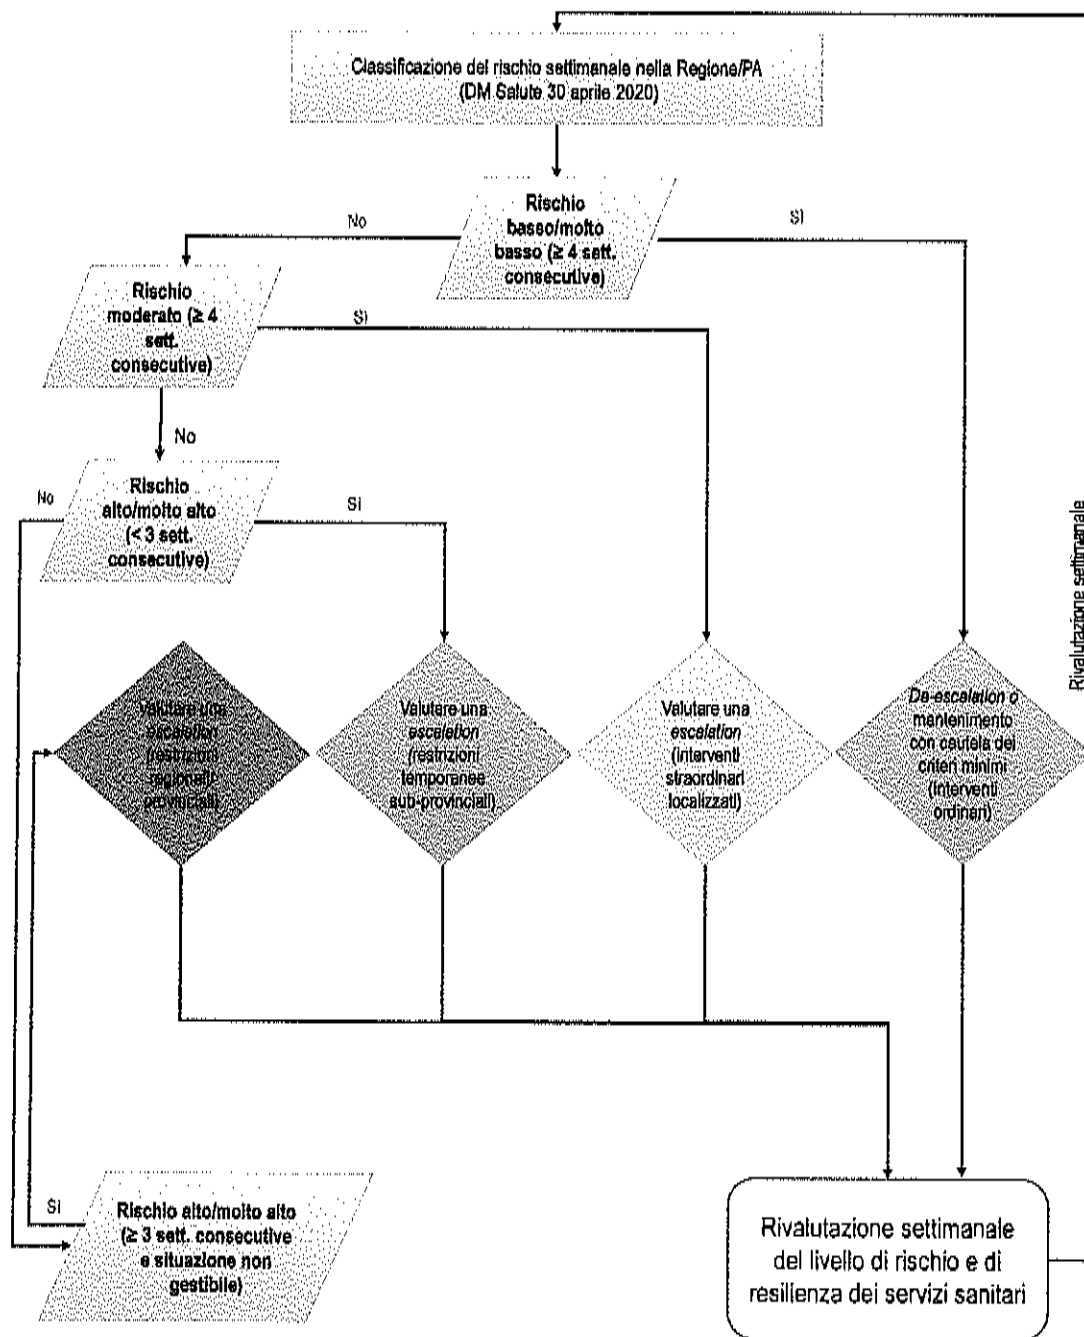 Classificazione del rischio settimanale nella Regione/PA
(DM Salute 30 aprile 2020)
Rischio
basso/molto
basso (≥ 4 sett.
consecutive)
No
Sì
Rischio
moderato (≥ 4
sett.
consecutive)
Sì
No
Rischio
alto/molto alto
(< 3 sett.
consecutive)
No
Sì
Rivalutazione settimanale
Valutare una
escalation
(restrizioni
regionali-
provinciali)
Valutare una
escalation
(restrizioni
temporanee
sub-provinciali)
Valutare una
escalation
(interventi
straordinari
localizzati)
De-escalation o
mantenimento
con cautela dei
criteri minimi
(interventi
ordinari)
Sì
Rischio alto/molto alto
(≥ 3 sett. consecutive
e situazione non
gestibile)
Rivalutazione settimanale
del livello di rischio e di
resilienza dei servizi sanitari